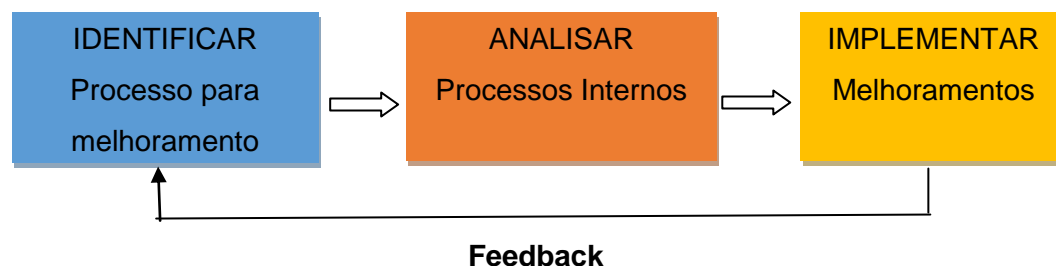 IDENTIFICAR
Processo para
melhoramento
ANALISAR
Processos Internos
IMPLEMENTAR
Melhoramentos
Feedback